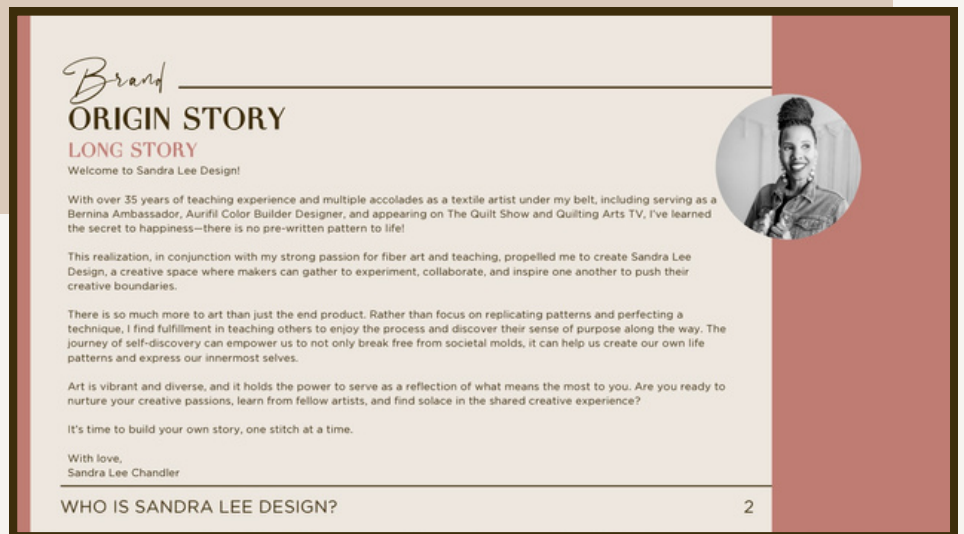 Brand
ORIGIN STORY
LONG STORY
Welcome to Sandra Lee Design!
With over 35 years of teaching experience and multiple accolades as a textile artist under my belt, including serving as a
Bernina Ambassador, Aurifil Color Builder Designer, and appearing on The Quilt Show and Quilting Arts TV, I've learned
the secret to happiness—there is no pre-written pattern to life!
This realization, in conjunction with my strong passion for fiber art and teaching, propelled me to create Sandra Lee
Design, a creative space where makers can gather to experiment, collaborate, and inspire one another to push their
creative boundaries.
There is so much more to art than just the end product. Rather than focus on replicating patterns and perfecting a
technique, I find fulfillment in teaching others to enjoy the process and discover their sense of purpose along the way. The
journey of self-discovery can empower us to not only break free from societal molds, it can help us create our own life
patterns and express our innermost selves.
Art is vibrant and diverse, and it holds the power to serve as a reflection of what means the most to you. Are you ready to
nurture your creative passions, learn from fellow artists, and find solace in the shared creative experience?
It's time to build your own story, one stitch at a time.
With love,
Sandra Lee Chandler
WHO IS SANDRA LEE DESIGN? 2